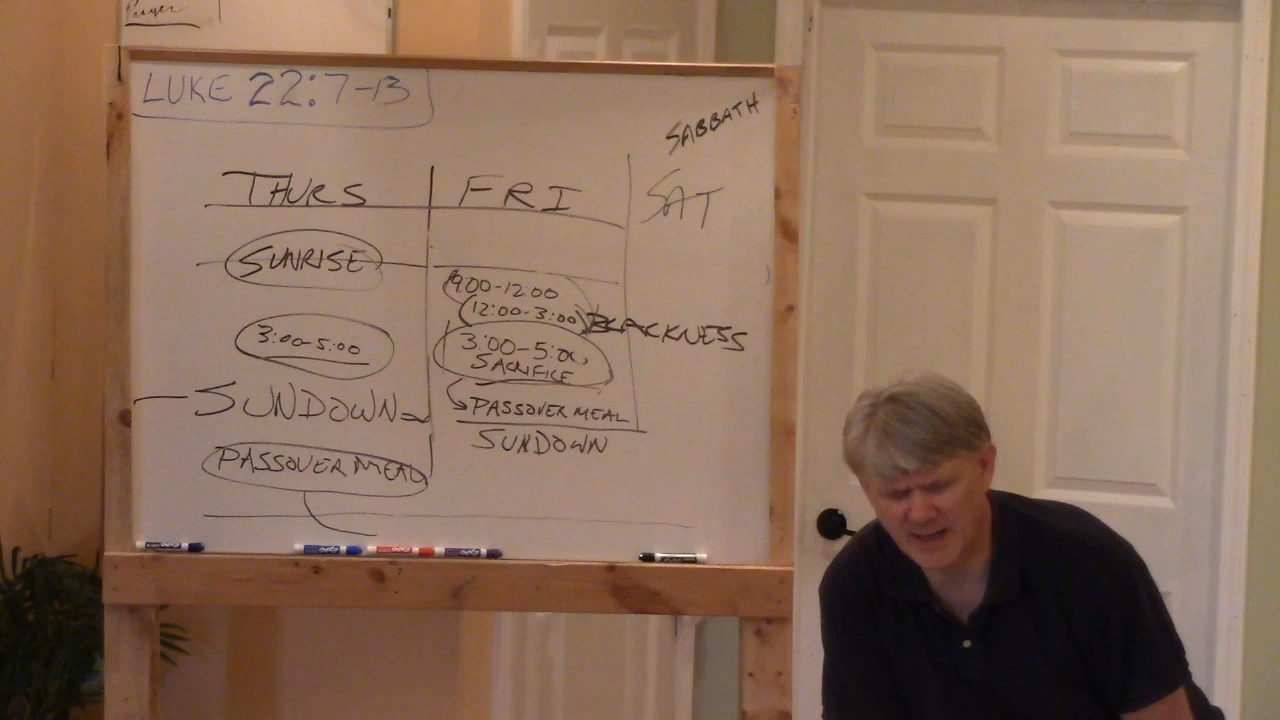 Prayer
LUKE 22:7-13
SABBATH
THURS FRI SAT
SUNRISE
9:00-12:00
12:00-3:00 BLACKNESS
3:00-5:00 3:00-5:00
SACRIFICE
SUNDOWN PASSOVER MEAL
SUNDOWN
PASSOVER MEAL